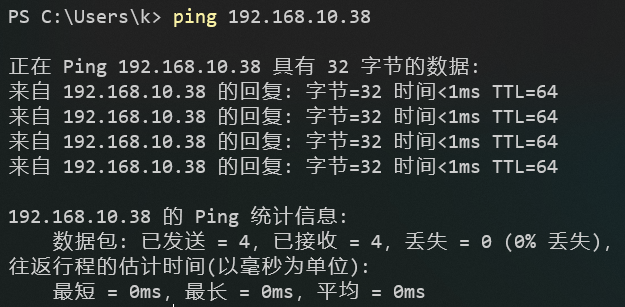 PS C:\Users\k> ping 192.168.10.38
正在 Ping 192.168.10.38 具有 32 字节的数据:
来自 192.168.10.38 的回复: 字节=32 时间<1ms TTL=64
来自 192.168.10.38 的回复: 字节=32 时间<1ms TTL=64
来自 192.168.10.38 的回复: 字节=32 时间<1ms TTL=64
来自 192.168.10.38 的回复: 字节=32 时间<1ms TTL=64
192.168.10.38 的 Ping 统计信息:
数据包: 已发送 = 4，已接收 = 4，丢失 = 0 (0% 丢失)，
往返行程的估计时间(以毫秒为单位):
最短 = 0ms，最长 = 0ms，平均 = 0ms